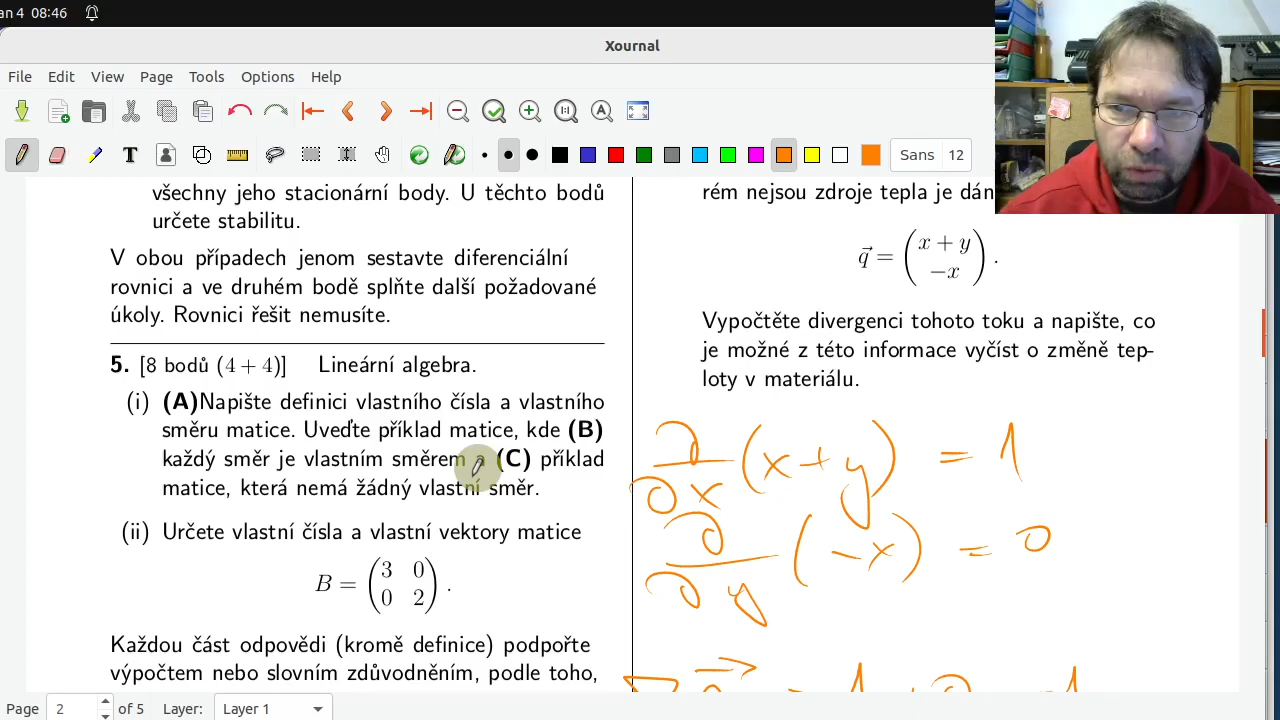 an 4 08:46
Xournal
File Edit View Page Tools Options Help
Sans 12
všechny jeho stacionární body. U těchto bodů
určete stabilitu.
V obou případech jenom sestavte diferenciální
rovnici a ve druhém bodě splňte další požadované
úkoly. Rovnici řešit nemusíte.
5. [8 bodů (4 + 4)] Lineární algebra.
(i) (A)Napište definici vlastního čísla a vlastního
směru matice. Uveďte příklad matice, kde (B)
každý směr je vlastním směrem a (C) příklad
matice, která nemá žádný vlastní směr.
(ii) Určete vlastní čísla a vlastní vektory matice
B = (3 0
0 2).
Každou část odpovědi (kromě definice) podpořte
výpočtem nebo slovním zdůvodněním, podle toho,
rém nejsou zdroje tepla je dán
q⃗ = (x + y
−x).
Vypočtěte divergenci tohoto toku a napište, co
je možné z této informace vyčíst o změně tep-
loty v materiálu.
∂/∂x (x+y) = 1
∂/∂y (−x) = 0
Page 2 of 5 Layer: Layer 1